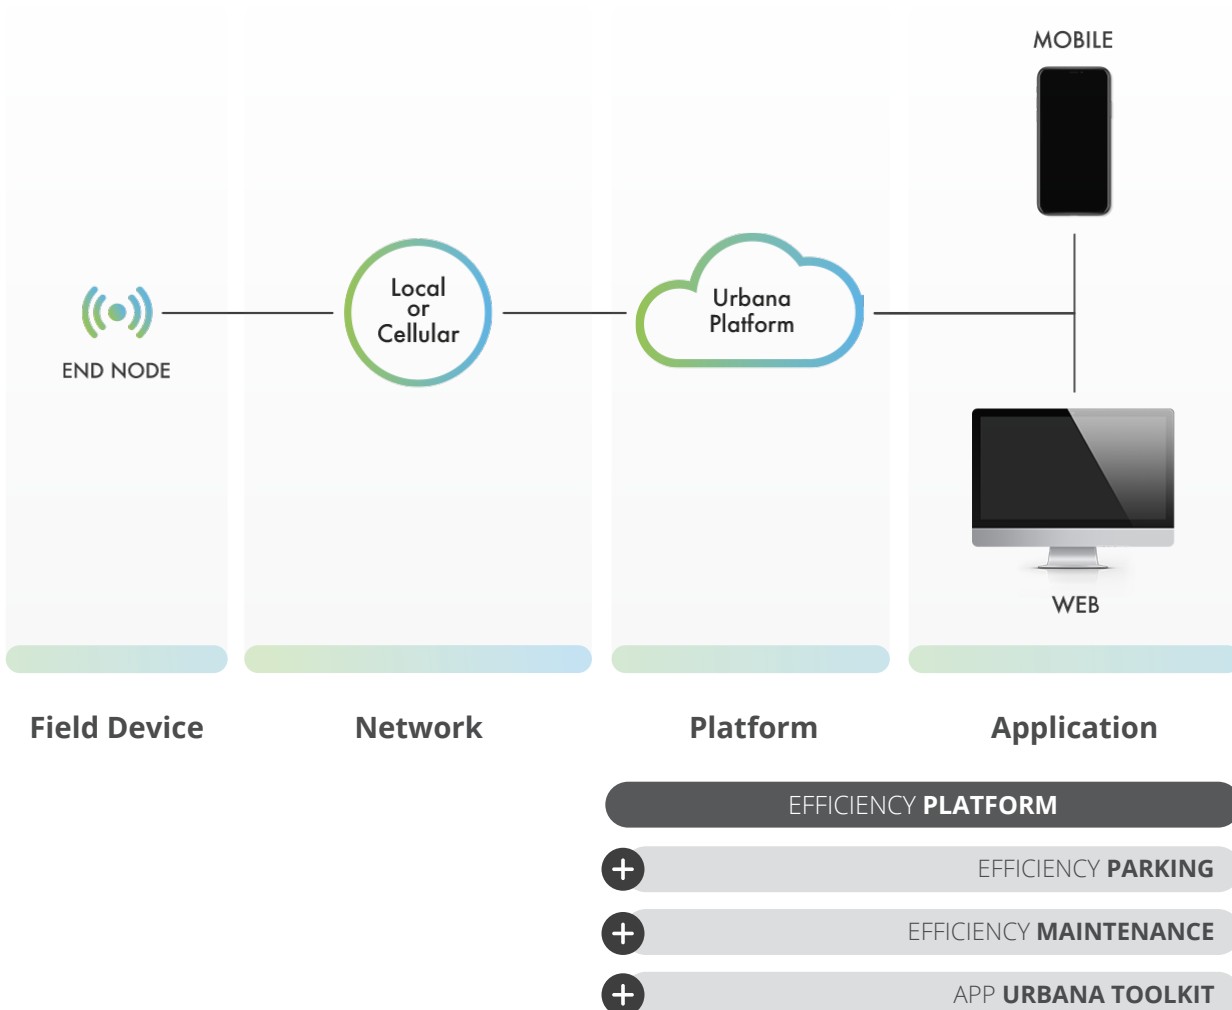 MOBILE
END NODE
Local
or
Cellular
Urbana
Platform
WEB
Field Device
Network
Platform
Application
EFFICIENCY PLATFORM
EFFICIENCY PARKING
EFFICIENCY MAINTENANCE
APP URBANA TOOLKIT